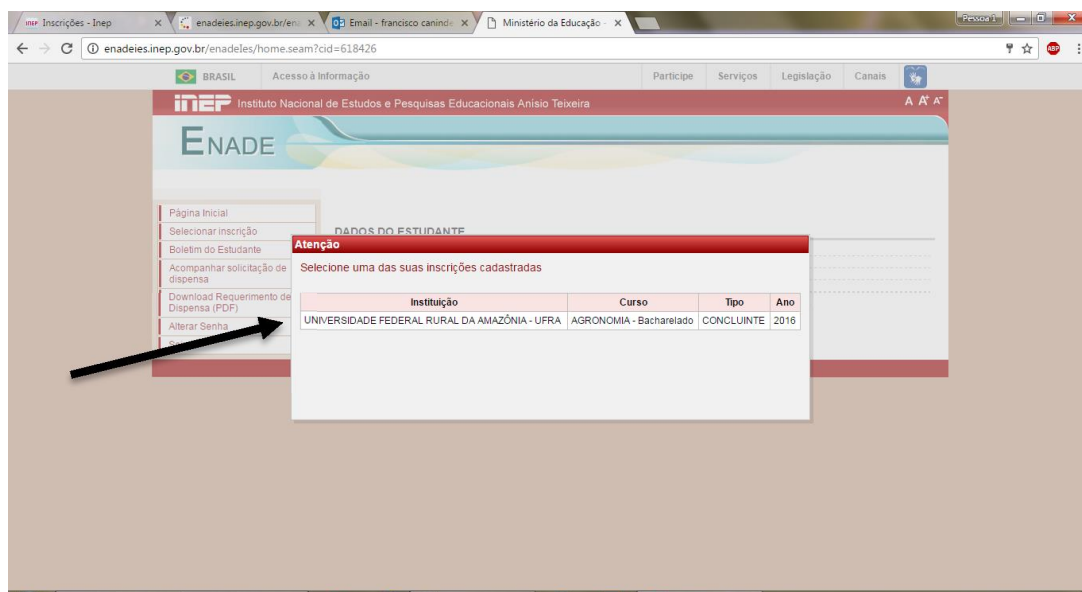 Inscrições - Inep
enadeies.inep.gov.br/en
Email - francisco caninde
Ministério da Educação -
Pessoa 1
enadeies.inep.gov.br/enadeIes/home.seam?cid=618426
ABP
BRASIL Acesso à Informação Participe Serviços Legislação Canais
inep Instituto Nacional de Estudos e Pesquisas Educacionais Anísio Teixeira A A+ A-
ENADE
Página Inicial
Selecionar inscrição
Boletim do Estudante
Acompanhar solicitação de
dispensa
Download Requerimento de
Dispensa (PDF)
Alterar Senha
DADOS DO ESTUDANTE
Atenção
Selecione uma das suas inscrições cadastradas
Instituição Curso Tipo Ano
UNIVERSIDADE FEDERAL RURAL DA AMAZÔNIA - UFRA AGRONOMIA - Bacharelado CONCLUINTE 2016